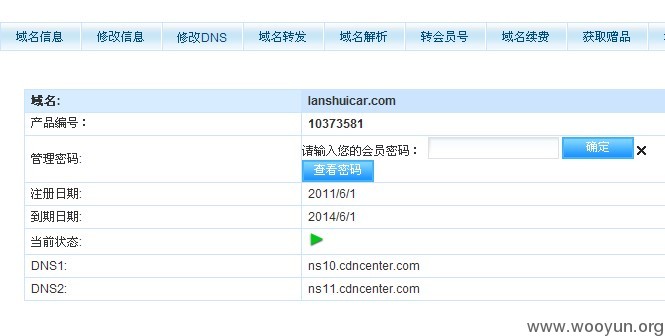 域名信息 修改信息 修改DNS 域名转发 域名解析 转会员号 域名续费 获取赠品
域名: lanshuicar.com
产品编号： 10373581
管理密码: 请输入您的会员密码： 确定
查看密码
注册日期: 2011/6/1
到期日期: 2014/6/1
当前状态:
DNS1: ns10.cdncenter.com
DNS2: ns11.cdncenter.com
www.wooyun.org